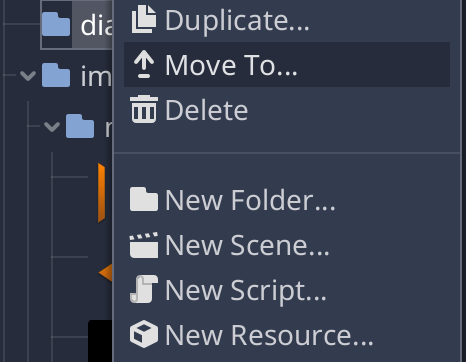 Duplicate...
Move To...
Delete
New Folder...
New Scene...
New Script...
New Resource...